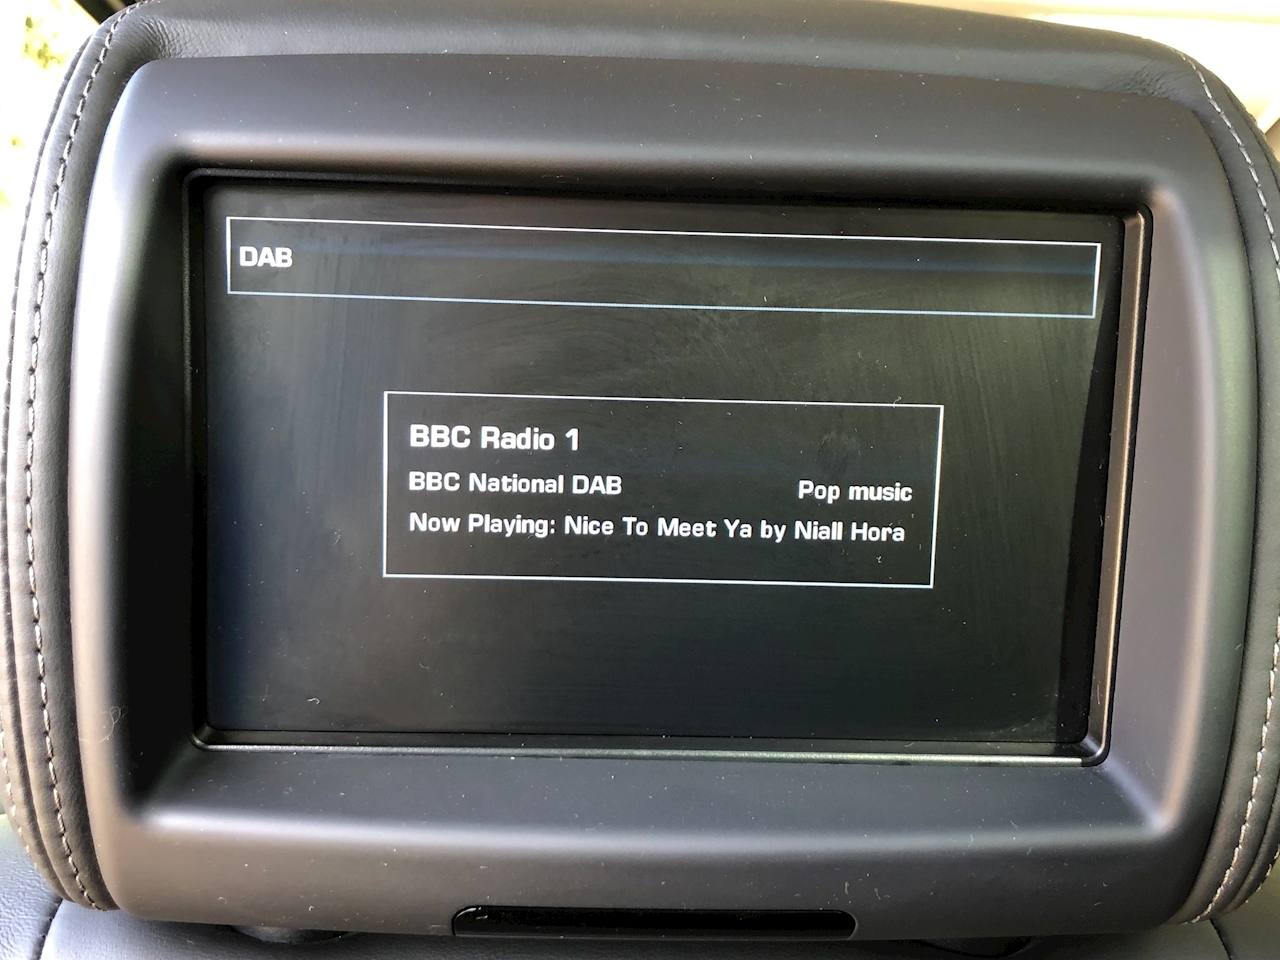 DAB
BBC Radio 1
BBC National DAB Pop music
Now Playing: Nice To Meet Ya by Niall Hora